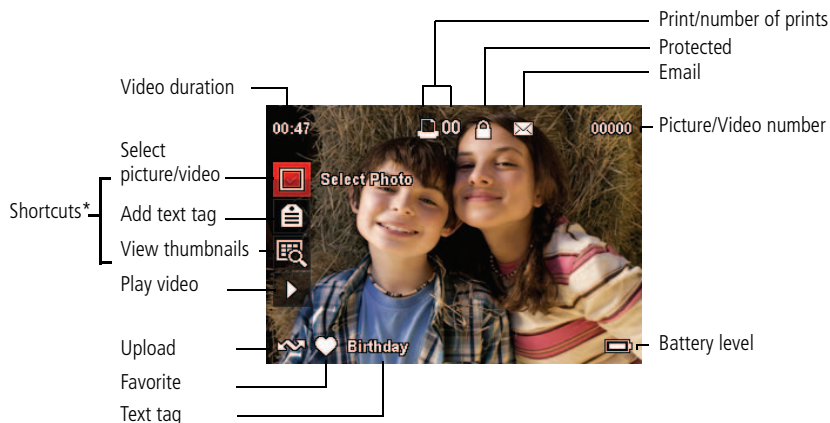 Print/number of prints
Protected
Email
Video duration
00:47
00
00000
Picture/Video number
Select
picture/video
Select Photo
Shortcuts*
Add text tag
View thumbnails
Play video
Upload
Birthday
Battery level
Favorite
Text tag